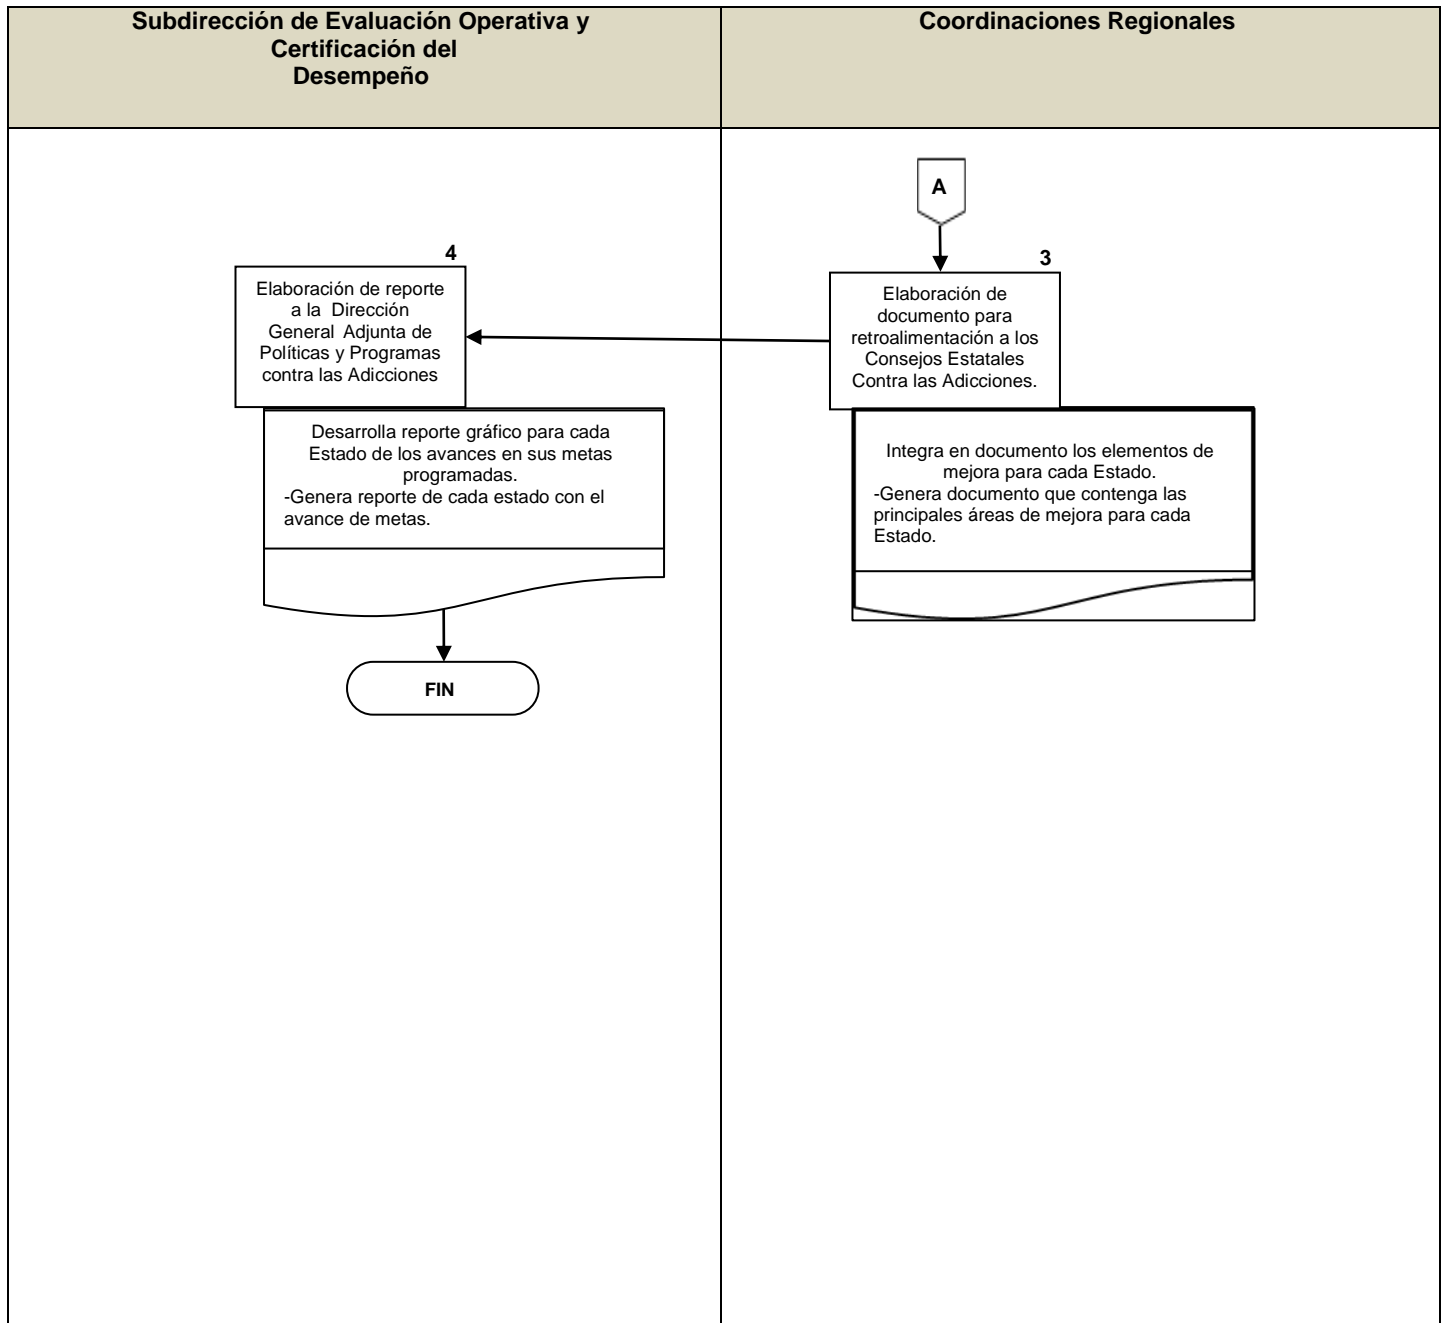 Subdirección de Evaluación Operativa y
Certificación del
Desempeño
Coordinaciones Regionales
A
3
Elaboración de
documento para
retroalimentación a los
Consejos Estatales
Contra las Adicciones.
Integra en documento los elementos de
mejora para cada Estado.
-Genera documento que contenga las
principales áreas de mejora para cada
Estado.
4
Elaboración de reporte
a la Dirección
General Adjunta de
Políticas y Programas
contra las Adicciones
Desarrolla reporte gráfico para cada
Estado de los avances en sus metas
programadas.
-Genera reporte de cada estado con el
avance de metas.
FIN